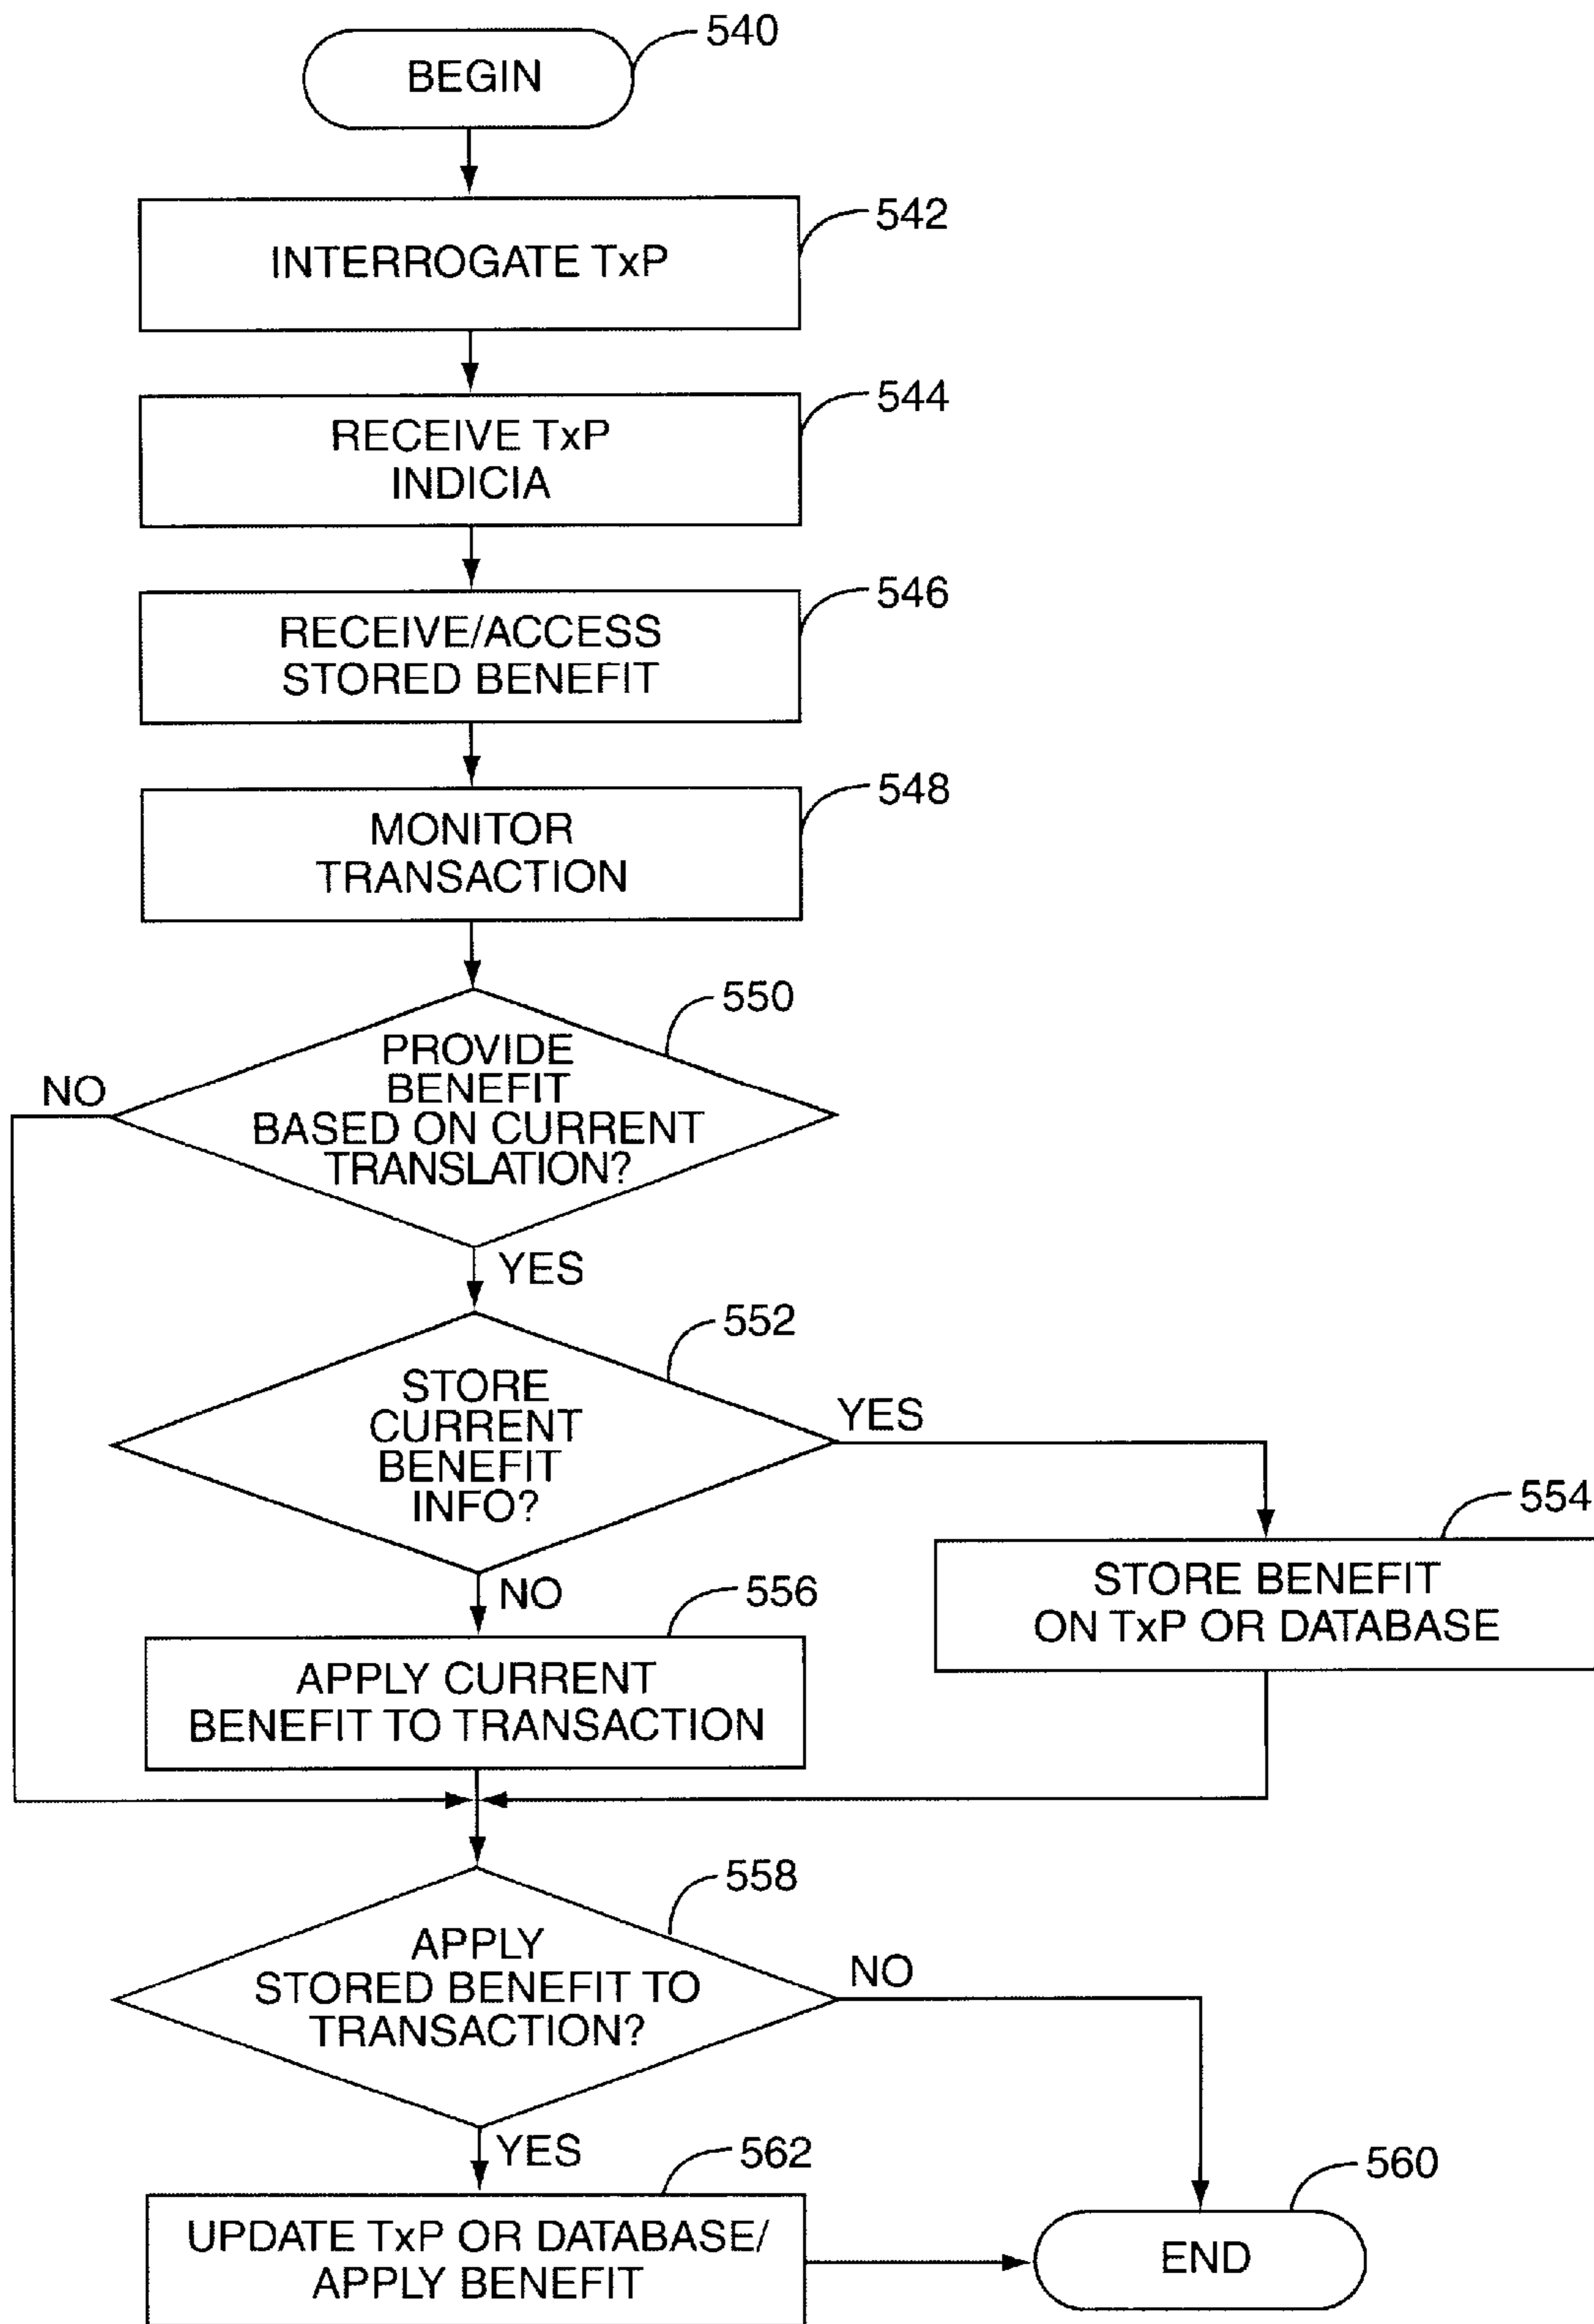 540
BEGIN
542
INTERROGATE TxP
544
RECEIVE TxP
INDICIA
546
RECEIVE/ACCESS
STORED BENEFIT
548
MONITOR
TRANSACTION
550
PROVIDE
BENEFIT
BASED ON CURRENT
TRANSLATION?
NO
YES
552
STORE
CURRENT
BENEFIT
INFO?
YES
554
STORE BENEFIT
ON TxP OR DATABASE
NO
556
APPLY CURRENT
BENEFIT TO TRANSACTION
558
APPLY
STORED BENEFIT TO
TRANSACTION?
NO
YES
562
UPDATE TxP OR DATABASE/
APPLY BENEFIT
560
END